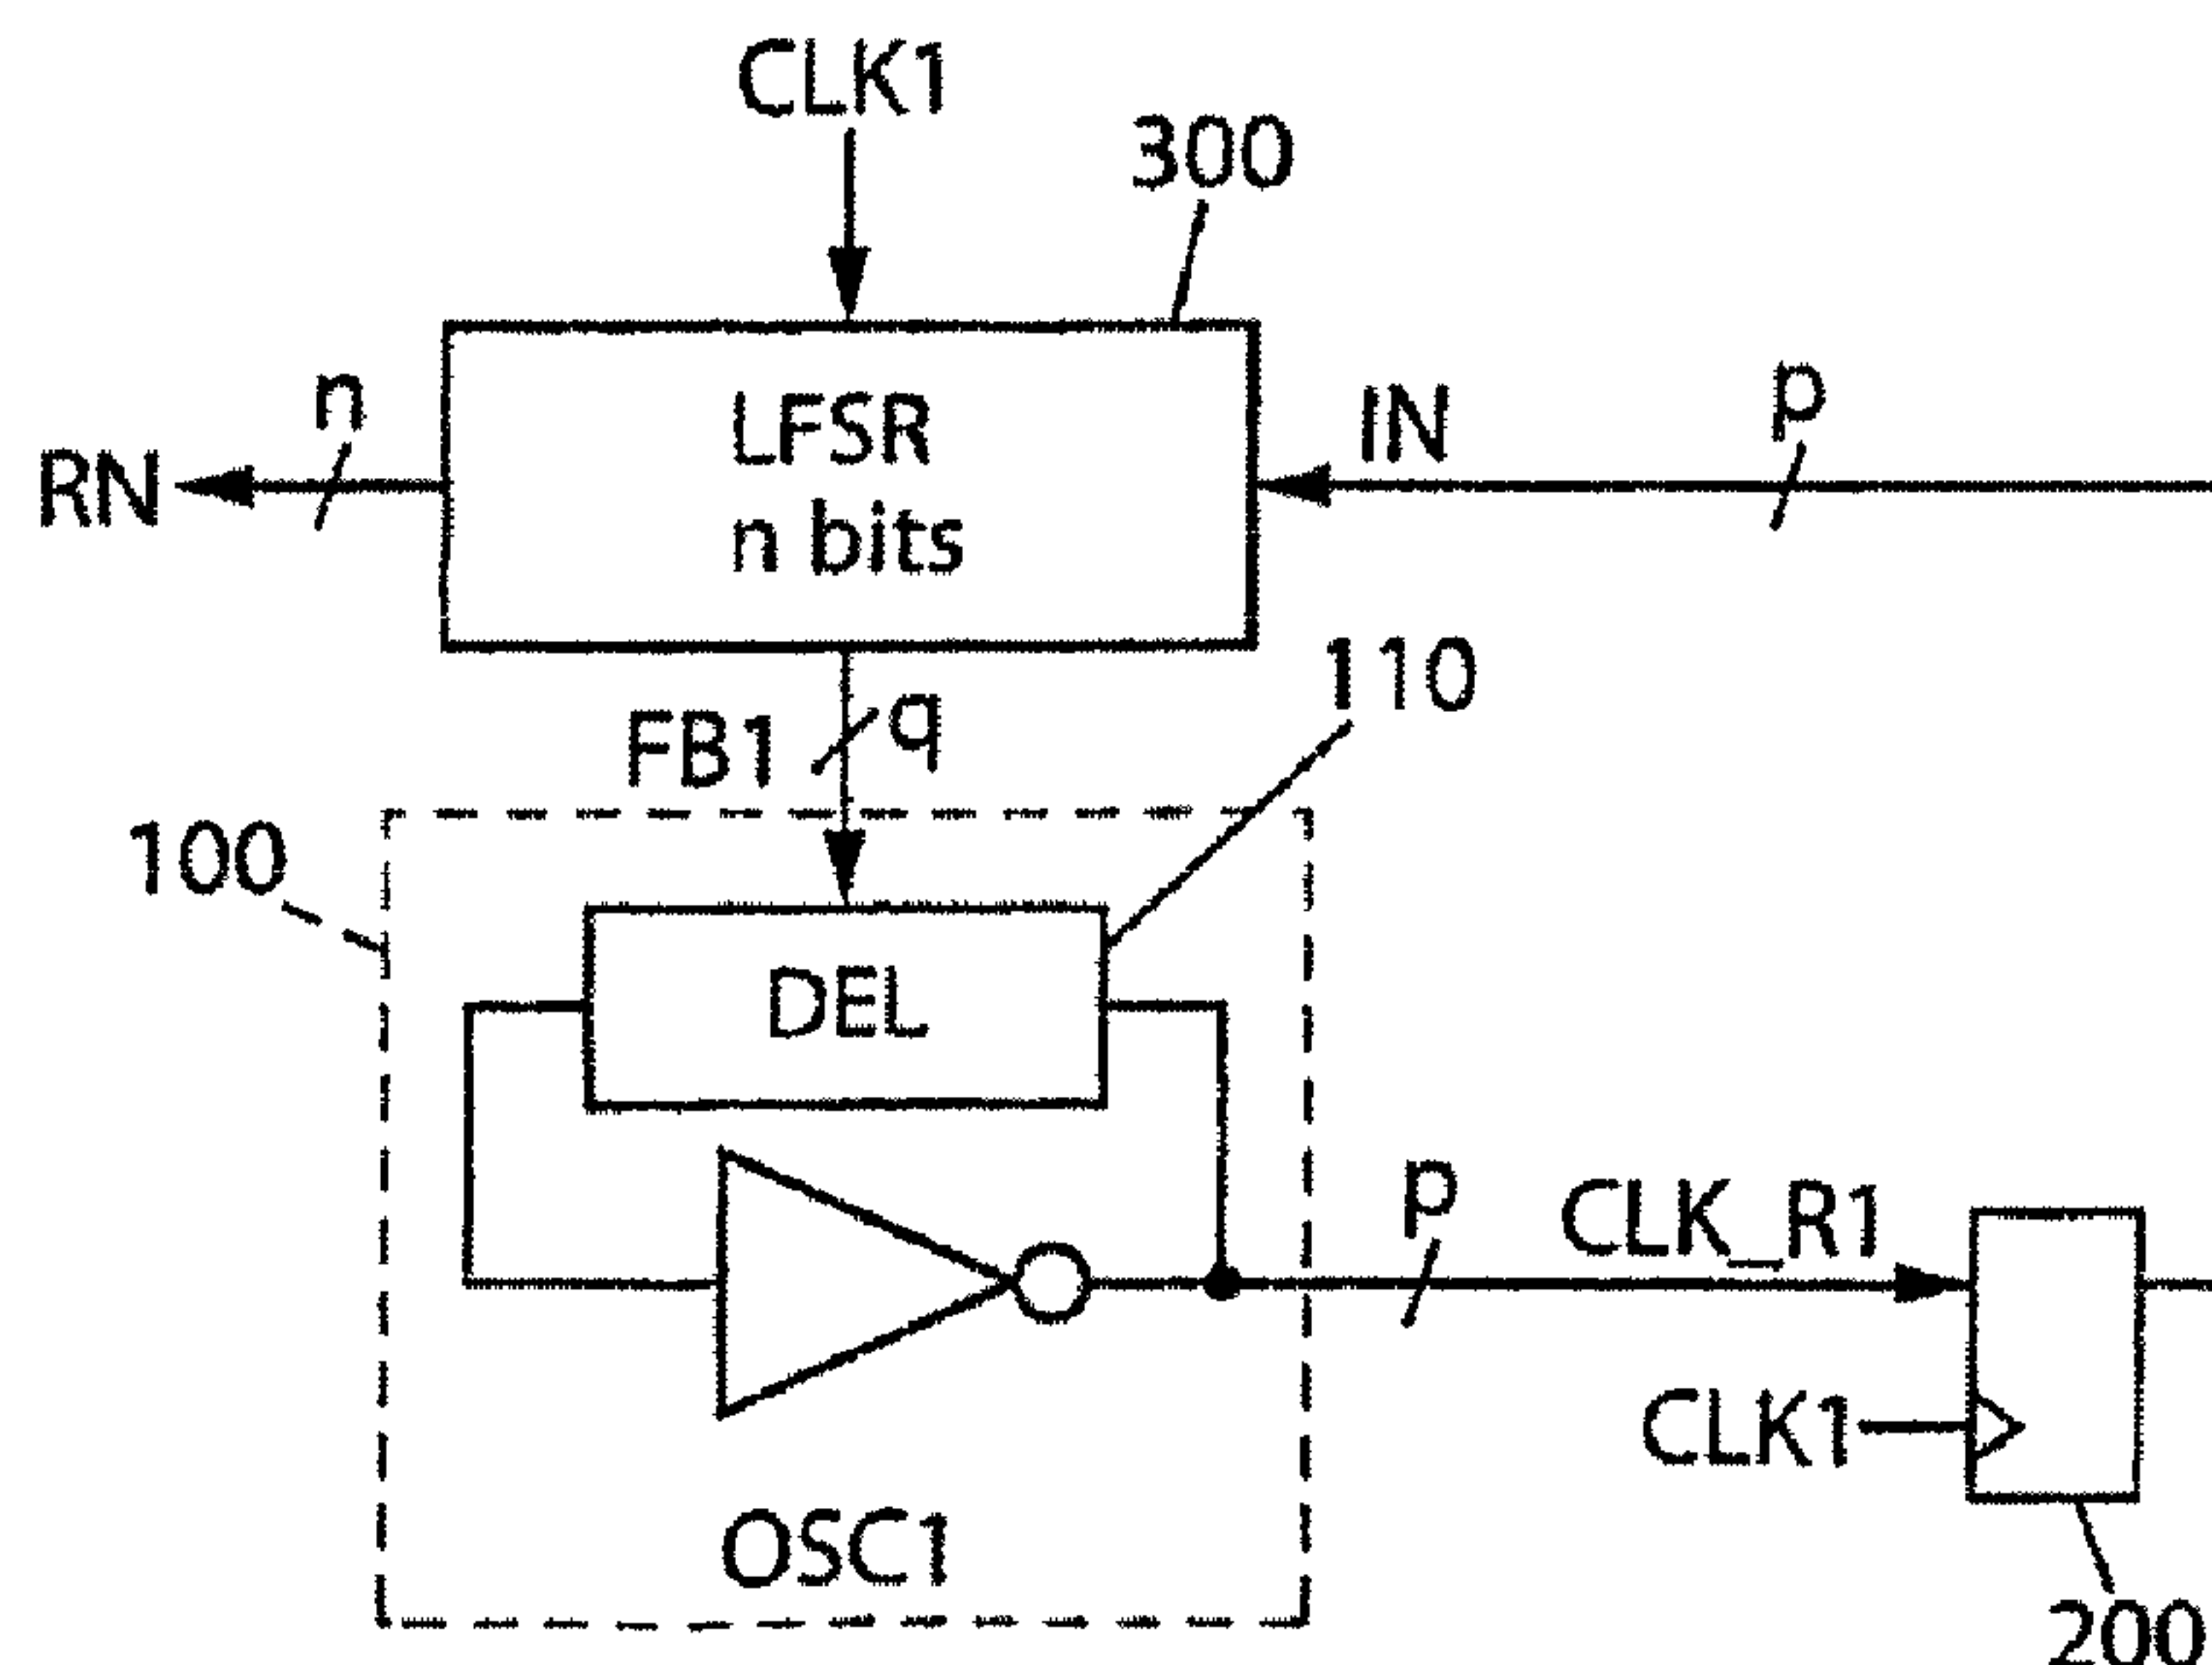 CLK1
300
n
p
IN
LFSR
RN
n bits
110
FB1
q
100
DEL
p
CLK_R1
CLK1
OSC1
200